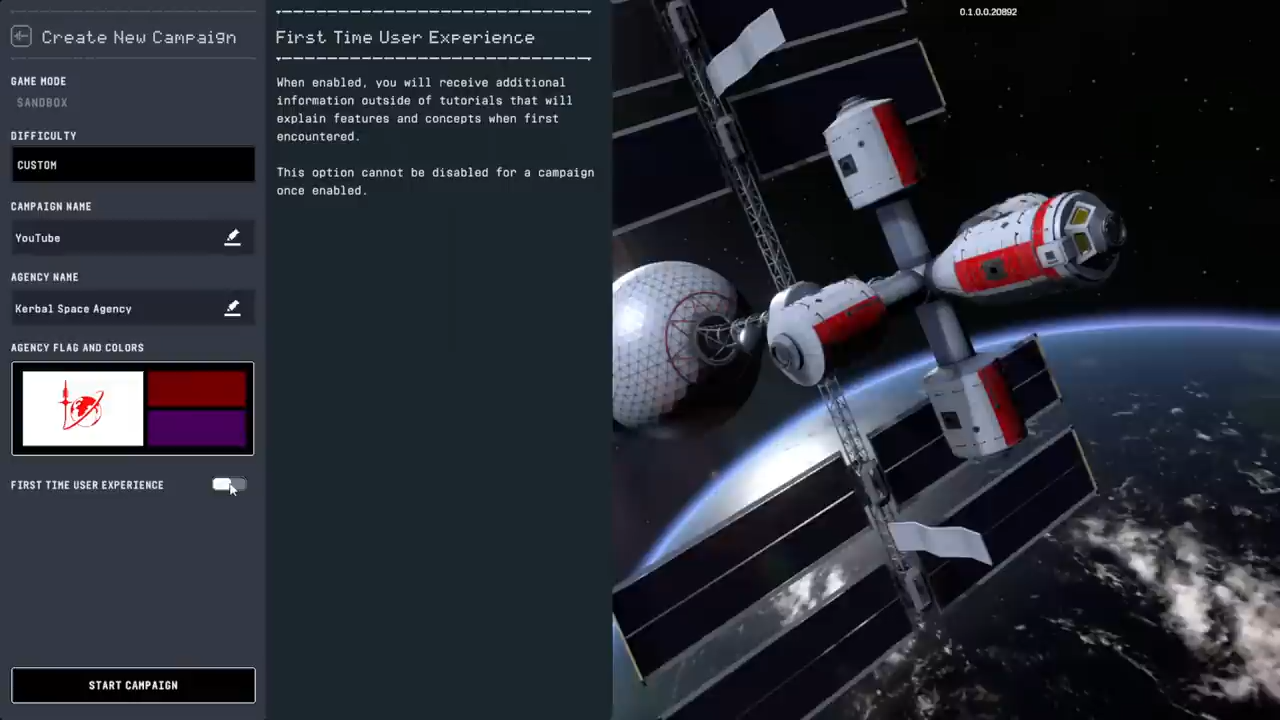 Create New Campaign
GAME MODE
SANDBOX
DIFFICULTY
CUSTOM
CAMPAIGN NAME
YouTube
AGENCY NAME
Kerbal Space Agency
AGENCY FLAG AND COLORS
FIRST TIME USER EXPERIENCE
START CAMPAIGN
First Time User Experience
When enabled, you will receive additional
information outside of tutorials that will
explain features and concepts when first
encountered.
This option cannot be disabled for a campaign
once enabled.
0.1.0.0.20892